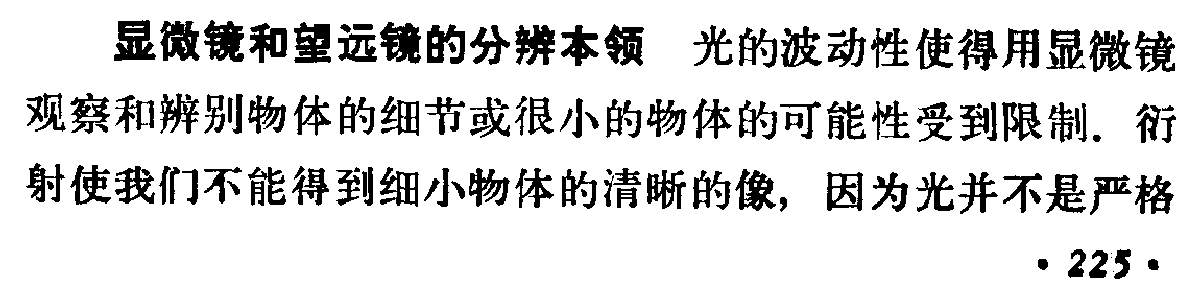 显微镜和望远镜的分辨本领　光的波动性使得用显微镜
观察和辨别物体的细节或很小的物体的可能性受到限制．衍
射使我们不能得到细小物体的清晰的像，因为光并不是严格
· 225 ·